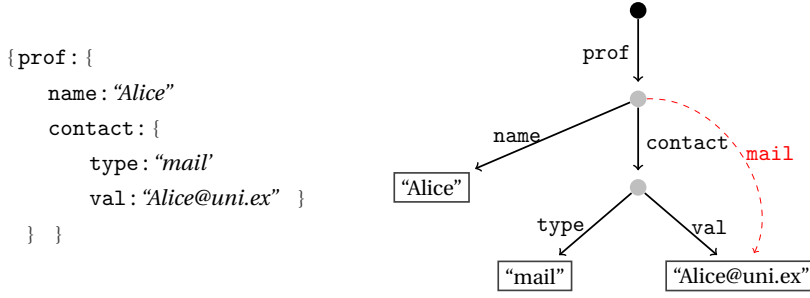 {prof:{
name:“Alice”
contact:{
type:“mail’
val:“Alice@uni.ex” }
} }
prof
name
contact
mail
“Alice”
type
val
“mail”
“Alice@uni.ex”